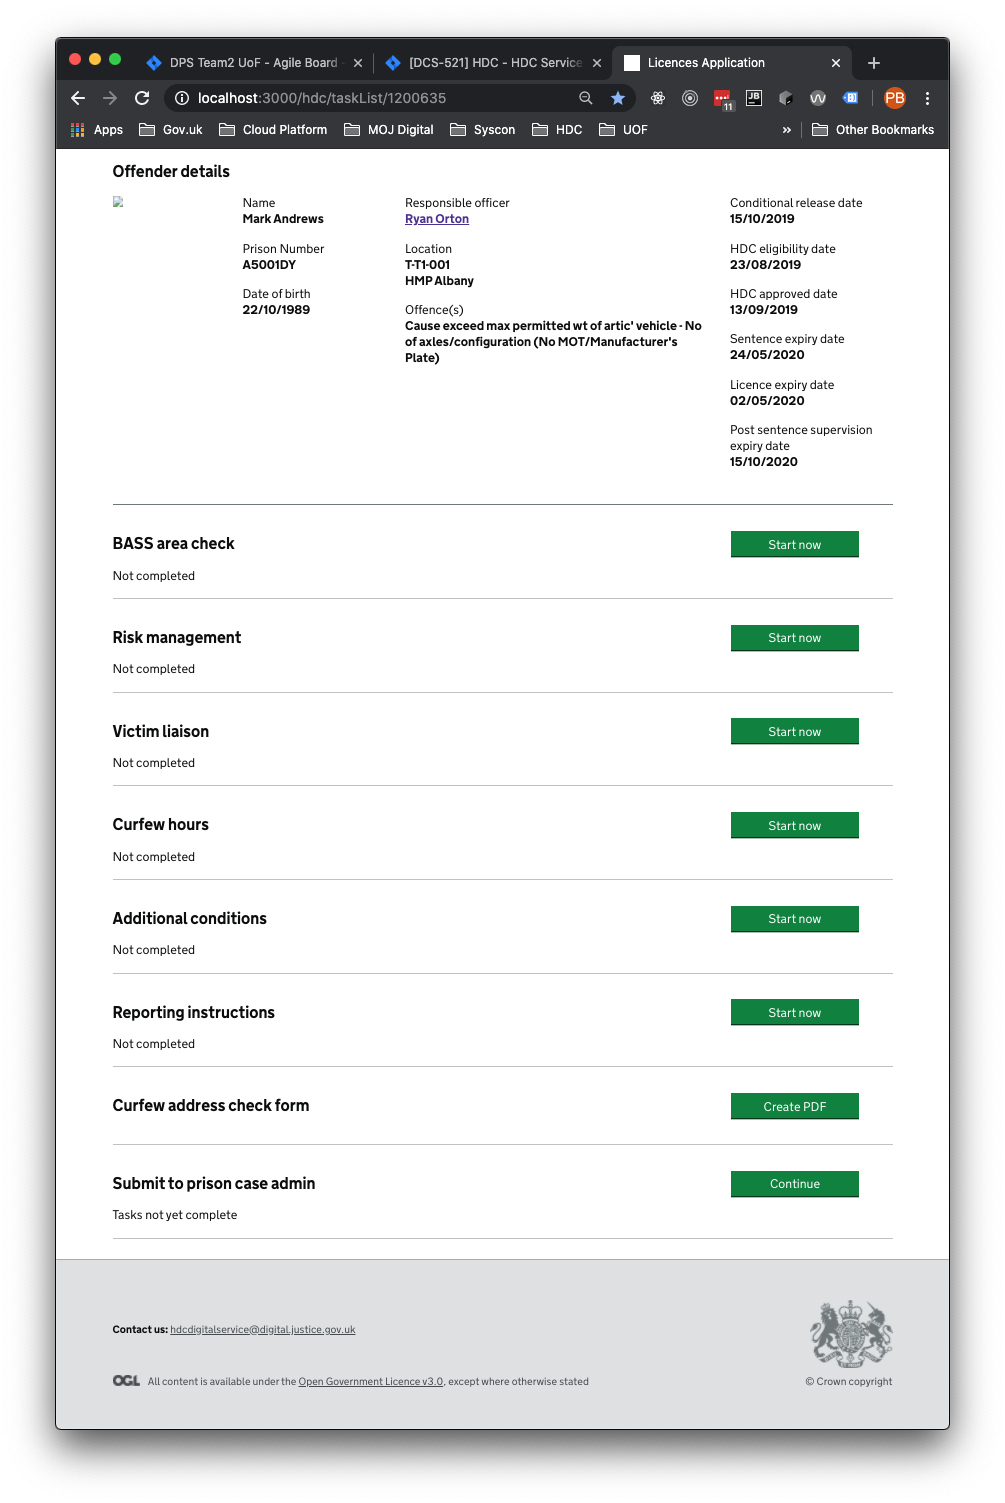 DPS Team2 UoF - Agile Board -
[DCS-521] HDC - HDC Service
Licences Application
localhost:3000/hdc/taskList/1200635
11
JB
PB
Apps
Gov.uk
Cloud Platform
MOJ Digital
Syscon
HDC
UOF
»
Other Bookmarks
Offender details
Name
Mark Andrews
Prison Number
A5001DY
Date of birth
22/10/1989
Responsible officer
Ryan Orton
Location
T-T1-001
HMP Albany
Offence(s)
Cause exceed max permitted wt of artic' vehicle - No
of axles/configuration (No MOT/Manufacturer's
Plate)
Conditional release date
15/10/2019
HDC eligibility date
23/08/2019
HDC approved date
13/09/2019
Sentence expiry date
24/05/2020
Licence expiry date
02/05/2020
Post sentence supervision
expiry date
15/10/2020
BASS area check
Start now
Not completed
Risk management
Start now
Not completed
Victim liaison
Start now
Not completed
Curfew hours
Start now
Not completed
Additional conditions
Start now
Not completed
Reporting instructions
Start now
Not completed
Curfew address check form
Create PDF
Submit to prison case admin
Continue
Tasks not yet complete
Contact us: hdcdigitalservice@digital.justice.gov.uk
OGL All content is available under the Open Government Licence v3.0, except where otherwise stated
© Crown copyright